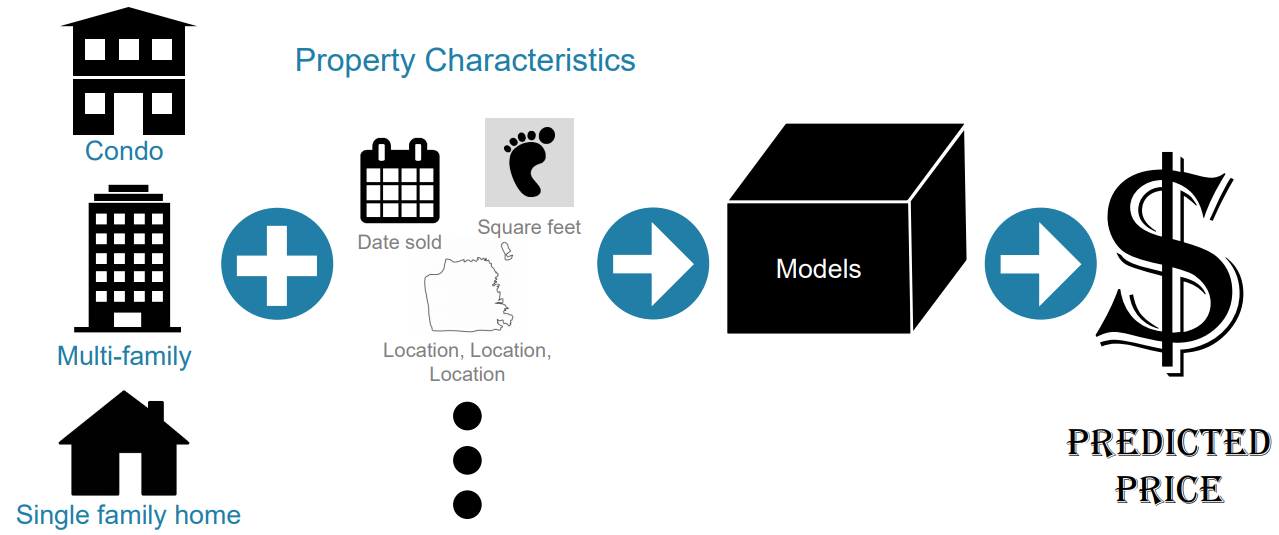 Property Characteristics
Condo
Multi-family
Single family home
Date sold
Square feet
Location, Location,
Location
Models
PREDICTED
PRICE